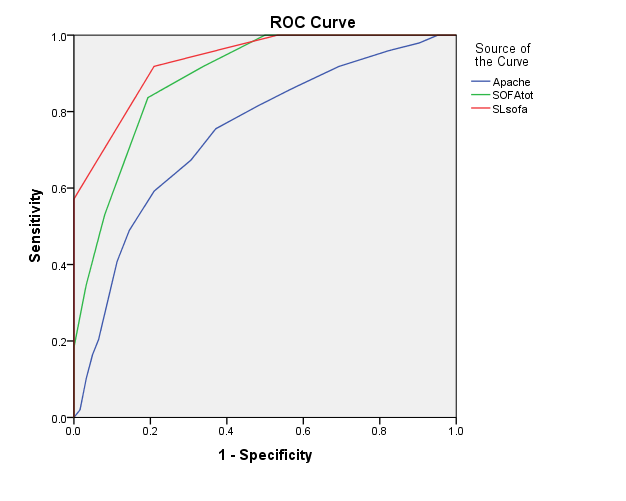 ROC Curve
Source of
the Curve
Apache
SOFAtot
SLsofa
Sensitivity
1.0
0.8
0.6
0.4
0.2
0.0
0.0 0.2 0.4 0.6 0.8 1.0
1 - Specificity